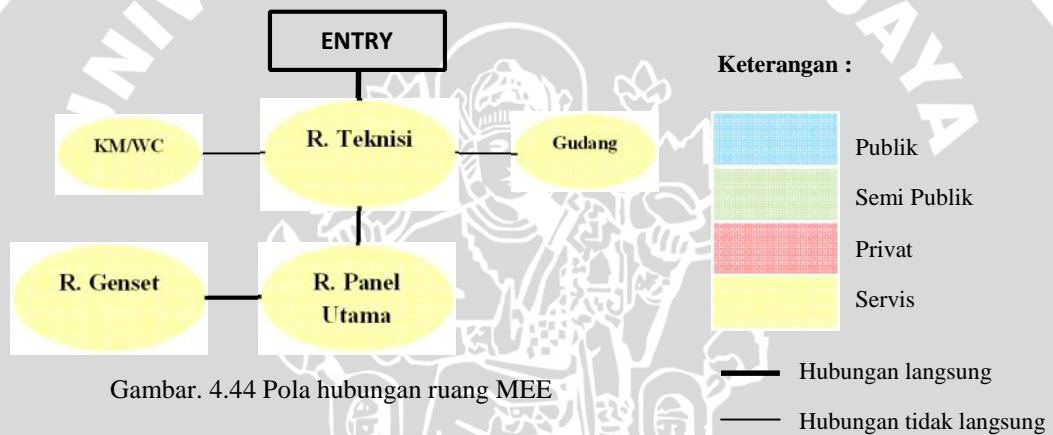 ENTRY
Keterangan :
KM/WC
R. Teknisi
Gudang
Publik
Semi Publik
Privat
Servis
R. Genset
R. Panel
Utama
Hubungan langsung
Hubungan tidak langsung
Gambar. 4.44 Pola hubungan ruang MEE